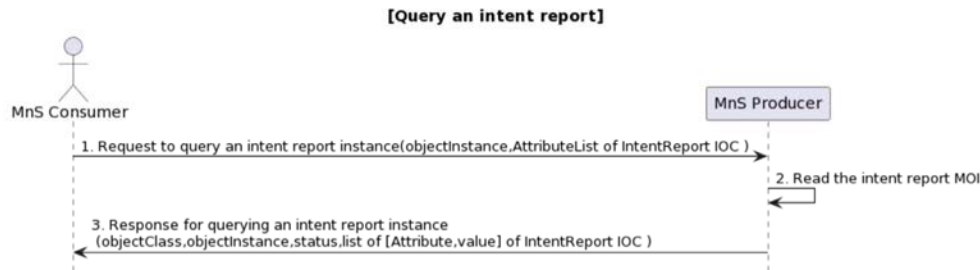 [Query an intent report]
MnS Consumer
MnS Producer
1. Request to query an intent report instance(objectInstance,AttributeList of IntentReport IOC )
2. Read the intent report MOI
3. Response for querying an intent report instance
(objectClass,objectInstance,status,list of [Attribute,value] of IntentReport IOC )